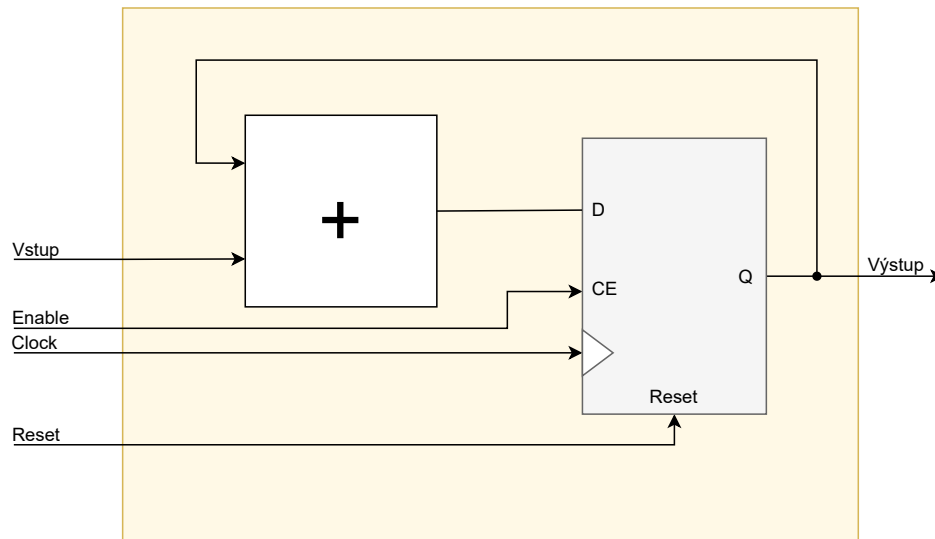 +
D
Vstup
Výstup
Q
CE
Enable
Clock
Reset
Reset